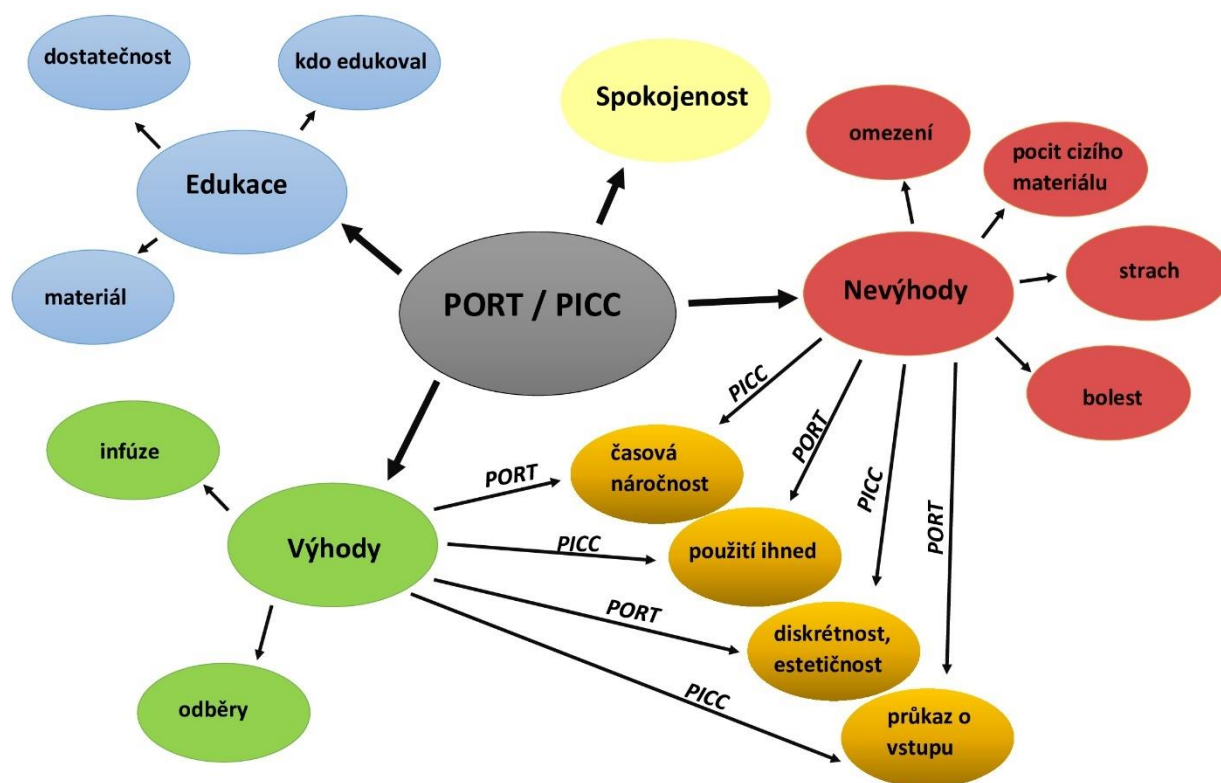 dostatečnost
kdo edukoval
Edukace
materiál
Spokojenost
omezení
pocit cizího
materiálu
strach
Nevýhody
bolest
PORT / PICC
PICC
PORT
PICC
PORT
infúze
Výhody
odběry
PORT
PICC
PORT
PICC
časová
náročnost
použití ihned
diskrétnost,
estetičnost
průkaz o
vstupu